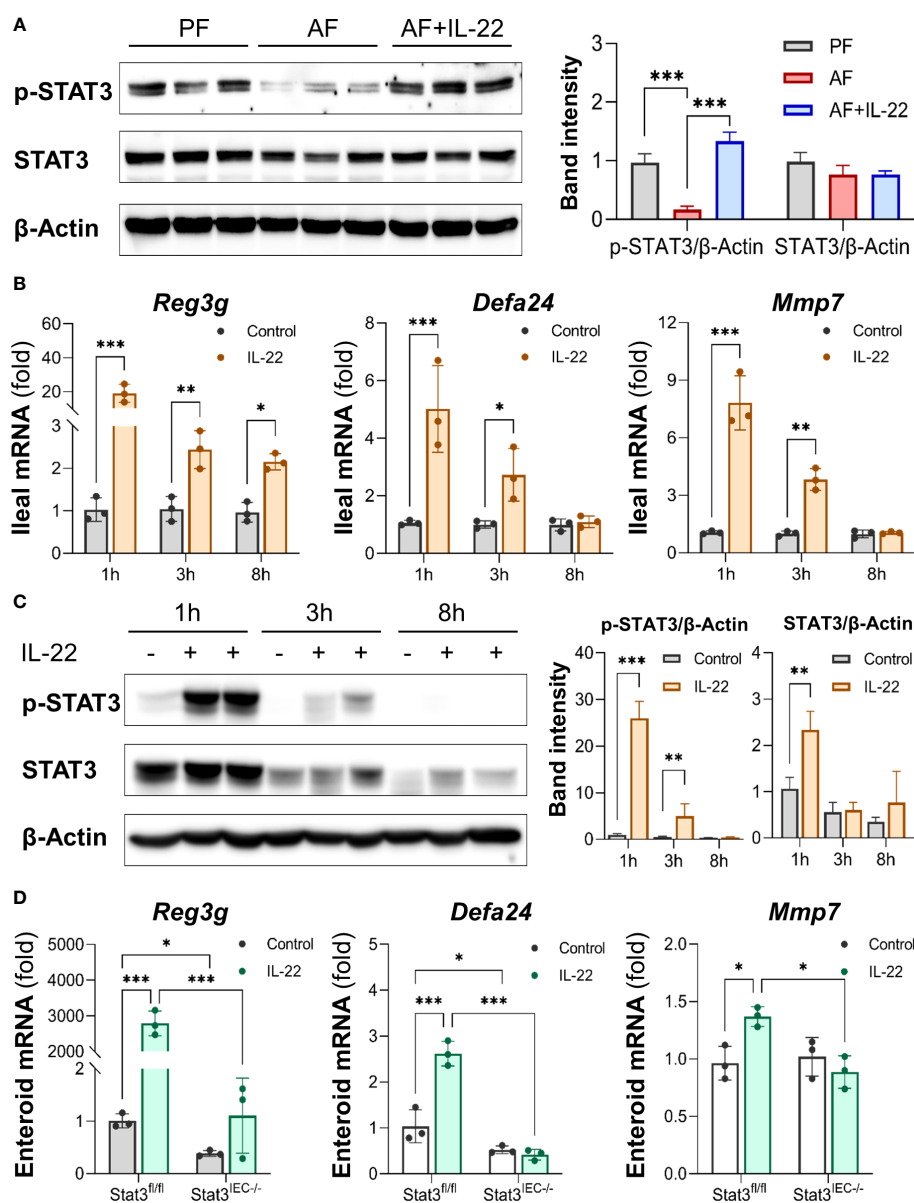 A
PF AF AF+IL-22
p-STAT3
STAT3
β-Actin
Band intensity
3
2
1
0
PF
AF
AF+IL-22
***
***
p-STAT3/β-Actin STAT3/β-Actin
B
Reg3g
Ileal mRNA (fold)
60
40
20
3
2
1
0
Control
IL-22
***
**
*
1h 3h 8h
Defa24
Ileal mRNA (fold)
8
6
4
2
0
Control
IL-22
***
*
1h 3h 8h
Mmp7
Ileal mRNA (fold)
12
9
6
3
0
Control
IL-22
***
**
1h 3h 8h
C
1h 3h 8h
IL-22 - + + - + + - + +
p-STAT3
STAT3
β-Actin
p-STAT3/β-Actin
Band intensity
40
30
20
10
0
Control
IL-22
***
**
1h 3h 8h
STAT3/β-Actin
4
3
2
1
0
Control
IL-22
**
1h 3h 8h
D
Reg3g
Enteroid mRNA (fold)
5000
4000
3000
2000
2
1
0
Control
IL-22
*
*** ***
Stat3fl/fl Stat3IEC-/-
Defa24
Enteroid mRNA (fold)
5
4
3
2
1
0
Control
IL-22
*
*** ***
Stat3fl/fl Stat3IEC-/-
Mmp7
Enteroid mRNA (fold)
2.0
1.5
1.0
0.5
0.0
Control
IL-22
* *
Stat3fl/fl Stat3IEC-/-